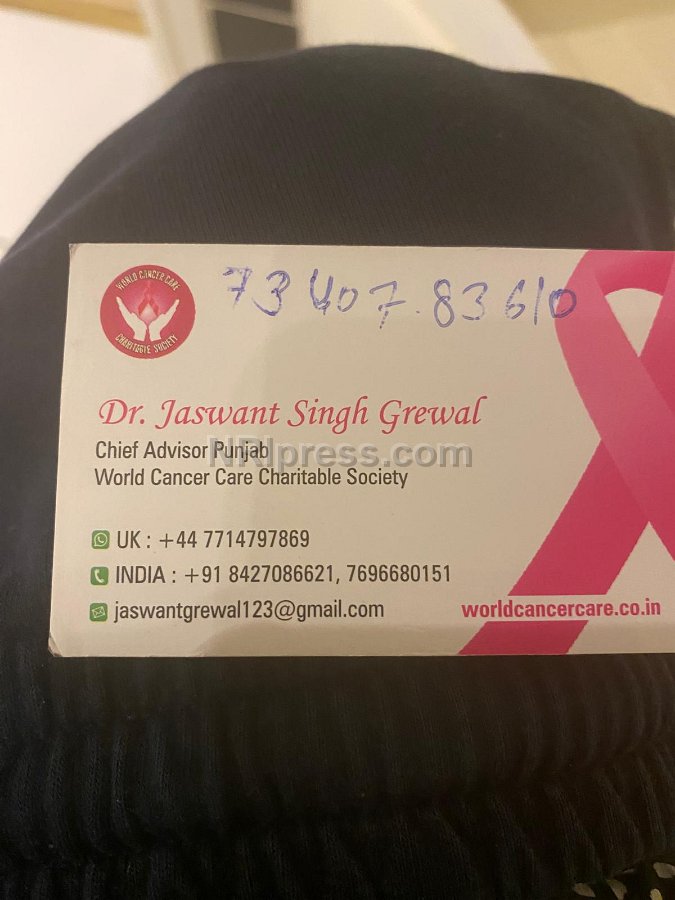 WORLD CANCER CARE
CHARITABLE SOCIETY
73407.83610
Dr. Jaswant Singh Grewal
Chief Advisor Punjab
NRIpress.com
World Cancer Care Charitable Society
UK : +44 7714797869
INDIA : +91 8427086621, 7696680151
jaswantgrewal123@gmail.com
worldcancercare.co.in